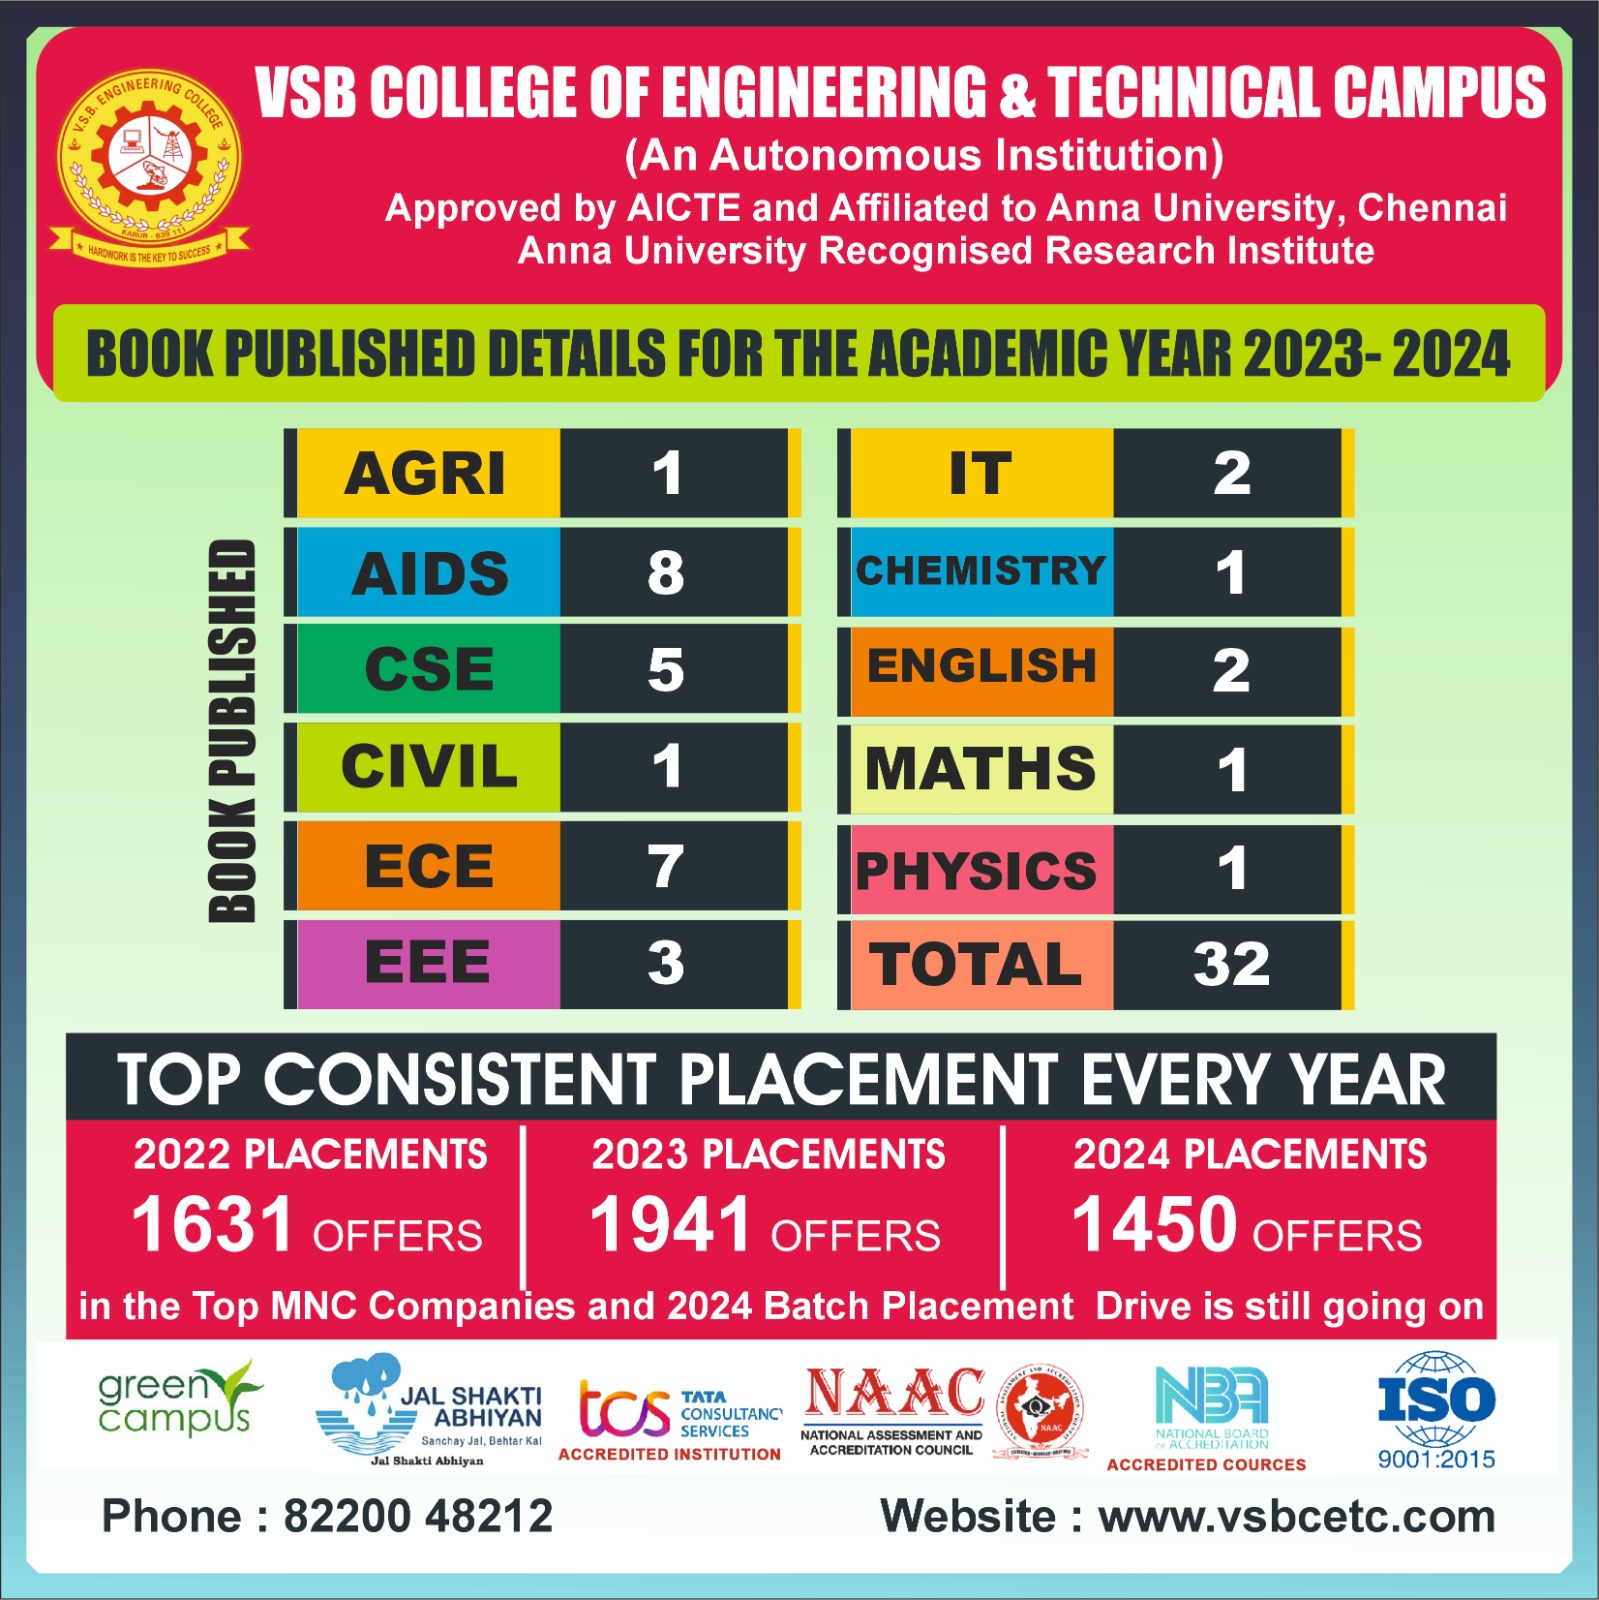 V.S.B. ENGINEERING COLLEGE
KARUR - 639 111
HARDWORK IS THE KEY TO SUCCESS
VSB COLLEGE OF ENGINEERING & TECHNICAL CAMPUS
(An Autonomous Institution)
Approved by AICTE and Affiliated to Anna University, Chennai
Anna University Recognised Research Institute
BOOK PUBLISHED DETAILS FOR THE ACADEMIC YEAR 2023- 2024
BOOK PUBLISHED
AGRI 1
AIDS 8
CSE 5
CIVIL 1
ECE 7
EEE 3
IT 2
CHEMISTRY 1
ENGLISH 2
MATHS 1
PHYSICS 1
TOTAL 32
TOP CONSISTENT PLACEMENT EVERY YEAR
2022 PLACEMENTS
1631 OFFERS
2023 PLACEMENTS
1941 OFFERS
2024 PLACEMENTS
1450 OFFERS
in the Top MNC Companies and 2024 Batch Placement Drive is still going on
green
campus
JAL SHAKTI
ABHIYAN
Sanchay Jal, Behtar Kal
Jal Shakti Abhiyan
tcs TATA
CONSULTANCY
SERVICES
ACCREDITED INSTITUTION
NAAC
NATIONAL ASSESSMENT AND
ACCREDITATION COUNCIL
NAAC
NBA
NATIONAL BOARD
OF ACCREDITATION
ACCREDITED COURCES
ISO
9001:2015
Phone : 82200 48212
Website : www.vsbcetc.com